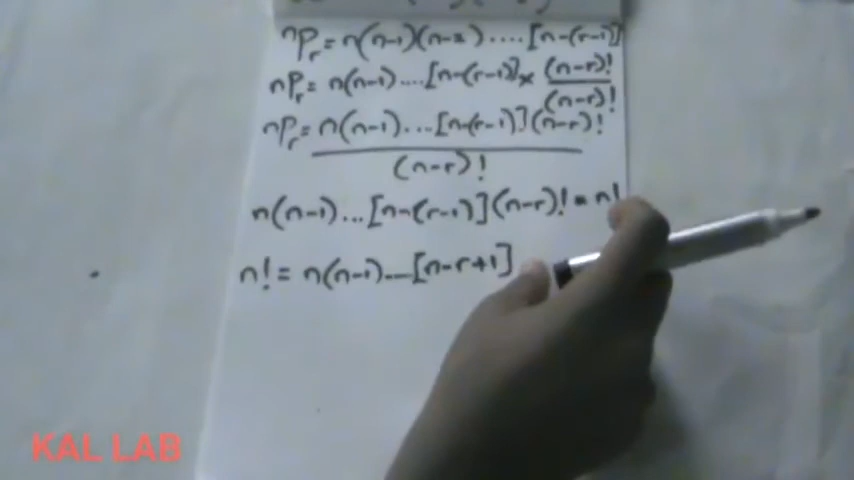 nPr = n(n-1)(n-2).....[n-(r-1)]
nPr = n(n-1)....[n-(r-1)] × (n-r)!/(n-r)!
nPr = n(n-1)...[n-(r-1)](n-r)!/(n-r)!
n(n-1)...[n-(r-1)](n-r)! = n!
n! = n(n-1)....[n-r+1]
KAL LAB